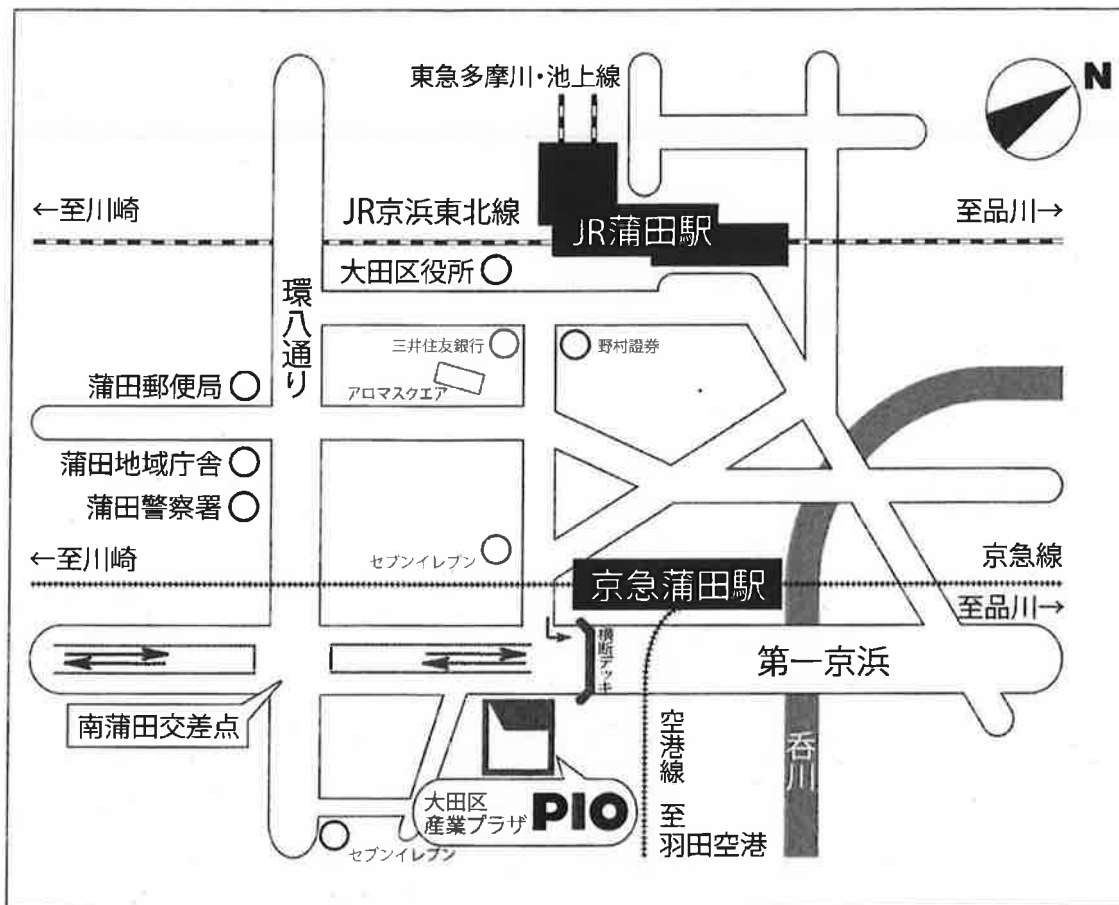 東急多摩川・池上線
N
←至川崎
JR京浜東北線
JR蒲田駅
至品川→
大田区役所
環八通り
三井住友銀行
野村證券
アロマスクエア
蒲田郵便局
蒲田地域庁舎
蒲田警察署
セブンイレブン
←至川崎
京急蒲田駅
京急線
至品川→
横断デッキ
第一京浜
南蒲田交差点
空港線 至
羽田空港
呑川
大田区
産業プラザ
PIO
セブンイレブン